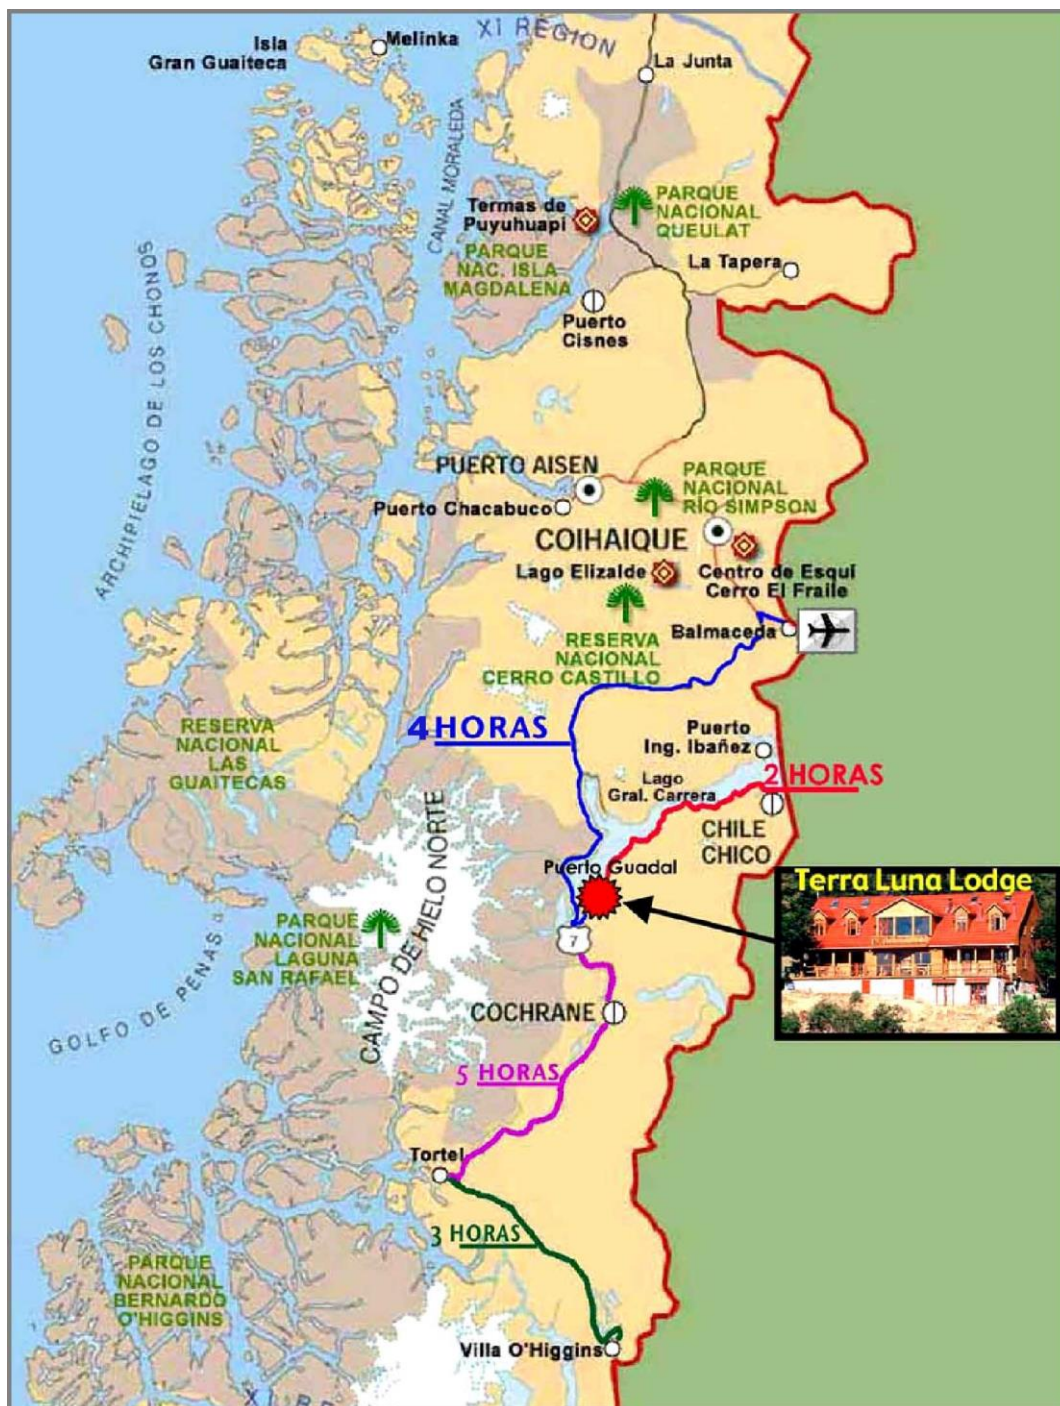 XI REGION
Isla
Gran Guaiteca
Melinka
La Junta
CANAL MORALEDA
Termas de
Puyuhuapi
PARQUE
NACIONAL
QUEULAT
PARQUE
NAC. ISLA
MAGDALENA
La Tapera
Puerto
Cisnes
ARCHIPIELAGO DE LOS CHONOS
PUERTO AISEN
PARQUE
NACIONAL
RÍO SIMPSON
Puerto Chacabuco
COIHAIQUE
Lago Elizalde
Centro de Esquí
Cerro El Fraile
Balmaceda
RESERVA
NACIONAL
CERRO CASTILLO
4 HORAS
RESERVA
NACIONAL
LAS
GUAITECAS
Puerto
Ing. Ibañez
Lago
Gral. Carrera
2 HORAS
CHILE
CHICO
Puerto Guadal
Terra Luna Lodge
CAMPO DE HIELO NORTE
PARQUE
NACIONAL
LAGUNA
SAN RAFAEL
7
GOLFO DE PENAS
COCHRANE
5 HORAS
Tortel
3 HORAS
PARQUE
NACIONAL
BERNARDO
O'HIGGINS
Villa O'Higgins